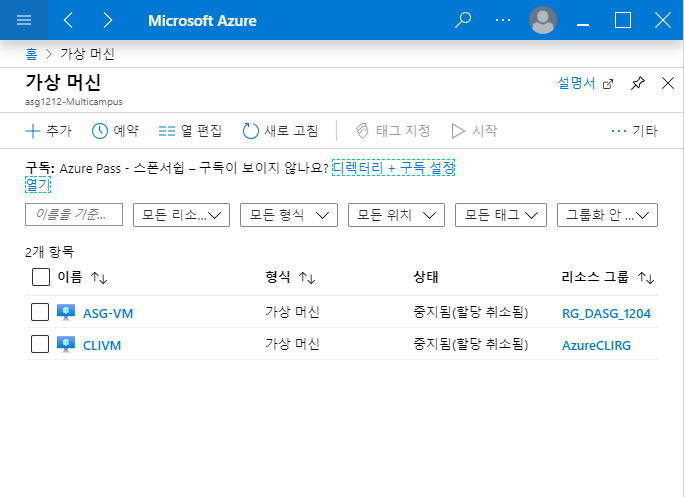 Microsoft Azure
홈 > 가상 머신
가상 머신
asg1212-Multicampus
설명서
추가 예약 열 편집 새로 고침 태그 지정 시작 ··· 기타
구독: Azure Pass - 스폰서쉽 – 구독이 보이지 않나요? 디렉터리 + 구독 설정
열기
이름을 기준... 모든 리소... 모든 형식 모든 위치 모든 태그 그룹화 안 ...
2개 항목
이름 형식 상태 리소스 그룹
ASG-VM 가상 머신 중지됨(할당 취소됨) RG_DASG_1204
CLIVM 가상 머신 중지됨(할당 취소됨) AzureCLIRG